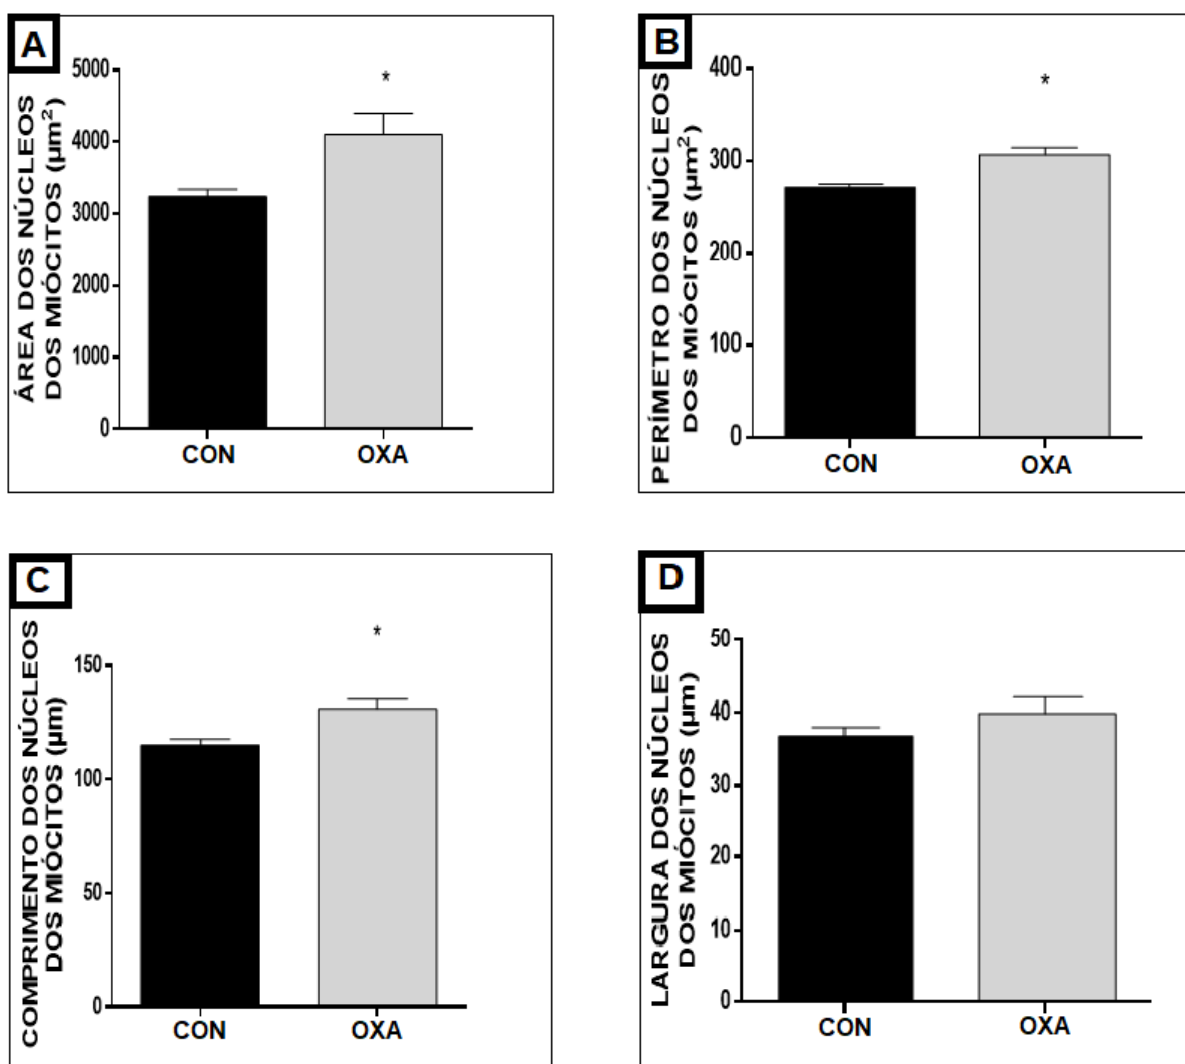 A
ÁREA DOS NÚCLEOS
DOS MIÓCITOS (µm²)
5000
4000
3000
2000
1000
0
*
CON
OXA
B
PERÍMETRO DOS NÚCLEOS
DOS MIÓCITOS (µm²)
400
300
200
100
0
*
CON
OXA
C
COMPRIMENTO DOS NÚCLEOS
DOS MIÓCITOS (µm)
150
100
50
0
*
CON
OXA
D
LARGURA DOS NÚCLEOS
DOS MIÓCITOS (µm)
50
40
30
20
10
0
CON
OXA